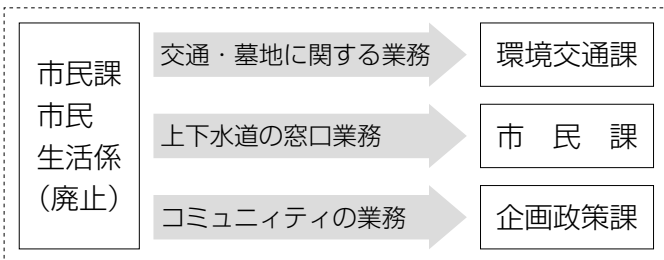 市民課
市民
生活係
（廃止）
交通・墓地に関する業務
環境交通課
上下水道の窓口業務
市　民　課
コミュニィティの業務
企画政策課